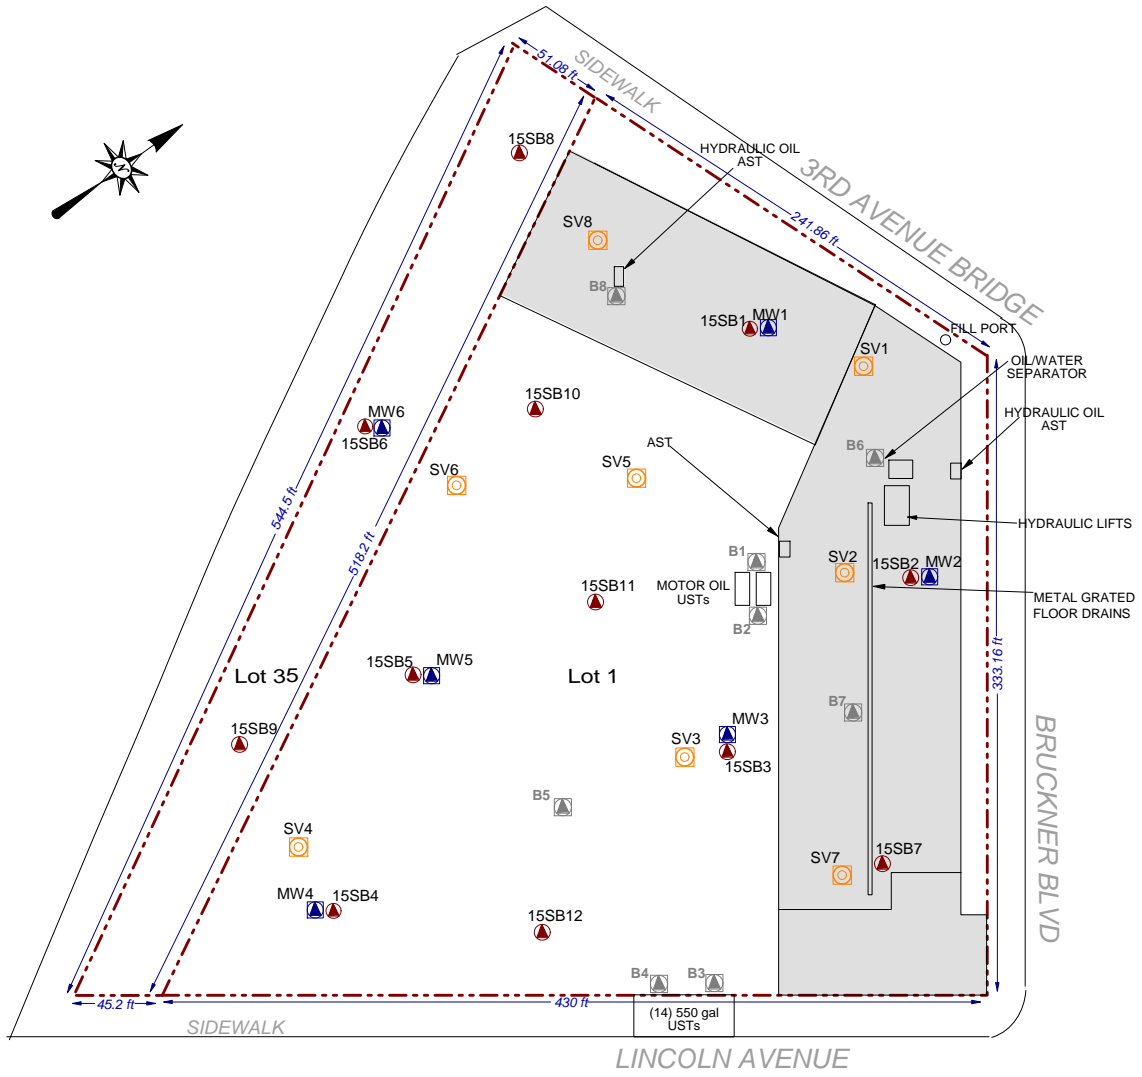 51.08 ft
SIDEWALK
15SB8
HYDRAULIC OIL
AST
3RD AVENUE BRIDGE
241.86 ft
N
SV8
B8
15SB1
MW1
FILL PORT
SV1
OIL/WATER
SEPARATOR
15SB10
MW6
15SB6
HYDRAULIC OIL
AST
AST
B6
SV6
SV5
544.5 ft
518.2 ft
HYDRAULIC LIFTS
B1
SV2
15SB2
MW2
MOTOR OIL
USTs
15SB11
METAL GRATED
FLOOR DRAINS
B2
15SB5
MW5
Lot 35
Lot 1
333.16 ft
B7
MW3
15SB9
SV3
15SB3
BRUCKNER BLVD
B5
SV4
SV7
15SB7
MW4
15SB4
15SB12
B4
B3
45.2 ft
430 ft
(14) 550 gal
USTs
SIDEWALK
LINCOLN AVENUE